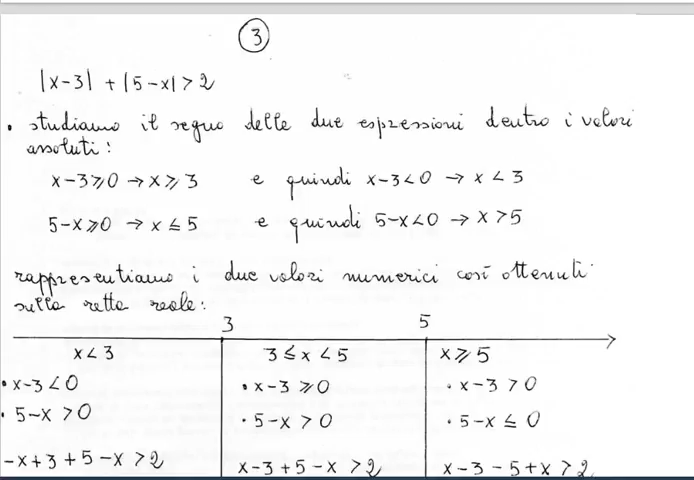 3
|x-3| + |5-x| > 2
• studiamo il segno delle due espressioni dentro i valori
assoluti:
x-3⩾0 → x⩾3 e quindi x-3<0 → x<3
5-x⩾0 → x≤5 e quindi 5-x<0 → x>5
rappresentiamo i due valori numerici così ottenuti
sulla retta reale:
3 5
x<3 3≤x<5 x⩾5
• x-3<0 • x-3⩾0 • x-3>0
• 5-x>0 • 5-x>0 • 5-x≤0
-x+3+5-x>2 x-3+5-x>2 x-3-5+x>2